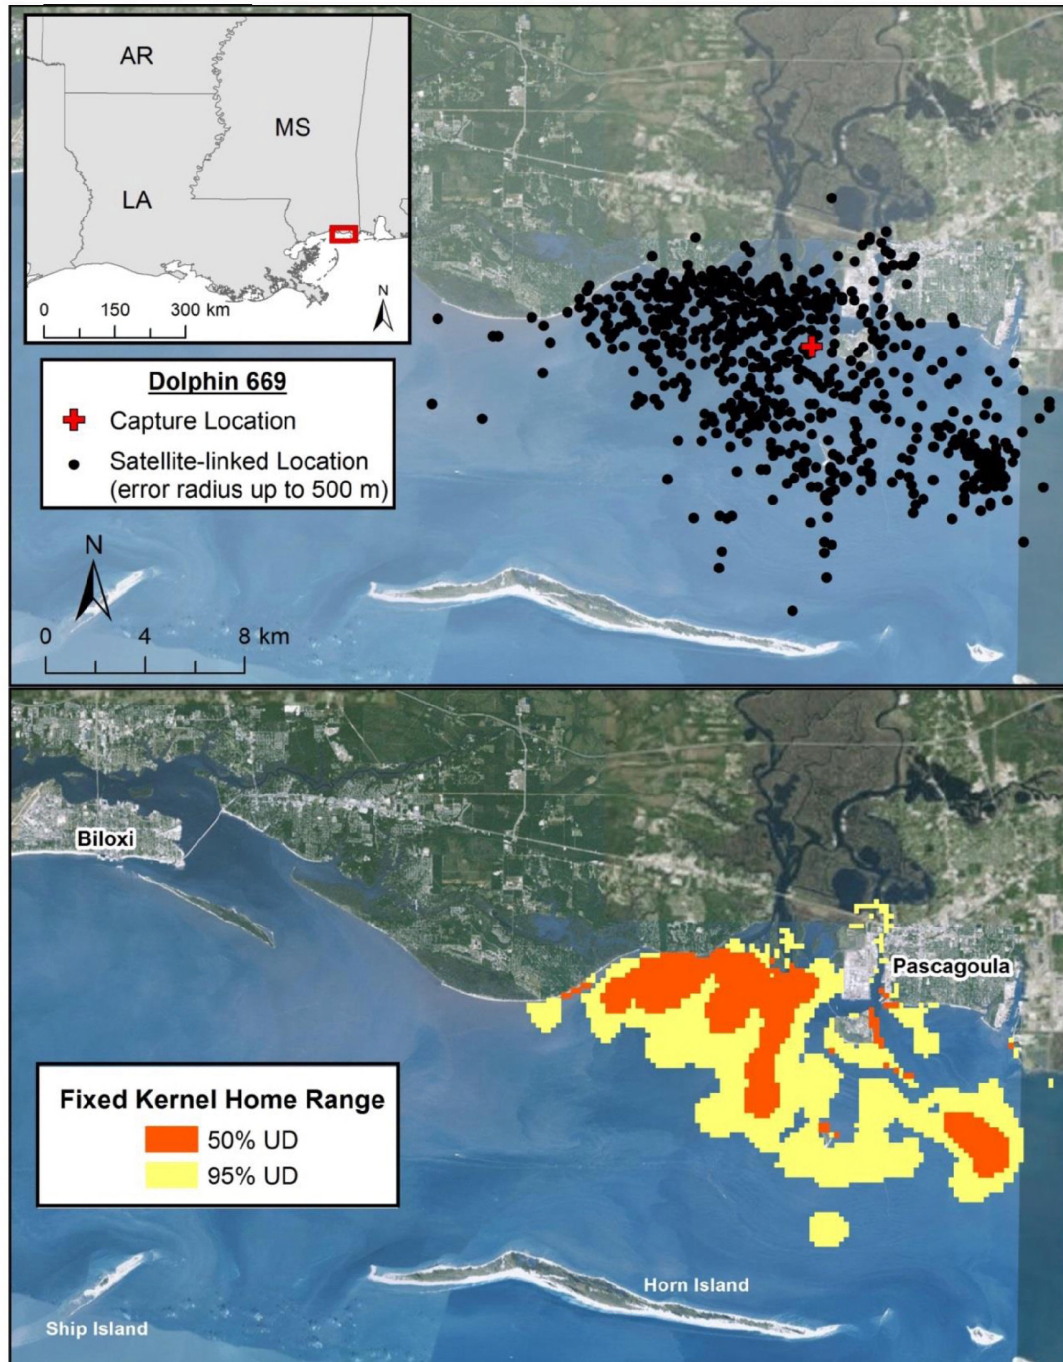 AR
MS
LA
N
0 150 300 km
Dolphin 669
Capture Location
Satellite-linked Location
(error radius up to 500 m)
N
0 4 8 km
Biloxi
Pascagoula
Fixed Kernel Home Range
50% UD
95% UD
Horn Island
Ship Island